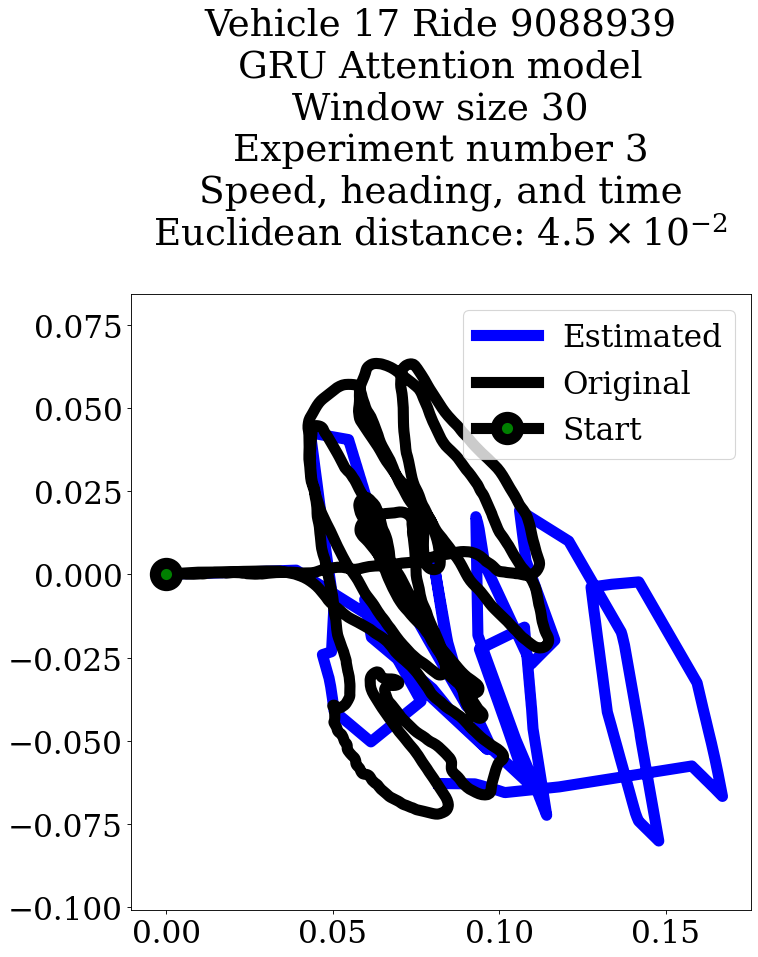 Vehicle 17 Ride 9088939
GRU Attention model
Window size 30
Experiment number 3
Speed, heading, and time
Euclidean distance: 4.5 × 10⁻²
Estimated
Original
Start
0.075
0.050
0.025
0.000
−0.025
−0.050
−0.075
−0.100
0.00 0.05 0.10 0.15